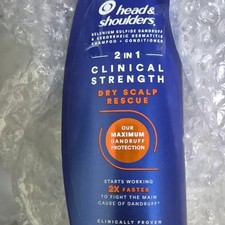 head &
shoulders
SELENIUM SULFIDE DANDRUFF
& SEBORRHEIC DERMATITIS
SHAMPOO + CONDITIONER
2 IN 1
CLINICAL
STRENGTH
DRY SCALP
RESCUE
OUR
MAXIMUM
DANDRUFF
PROTECTION
STARTS WORKING
2X FASTER
TO FIGHT THE MAIN
CAUSE OF DANDRUFF*
CLINICALLY PROVEN